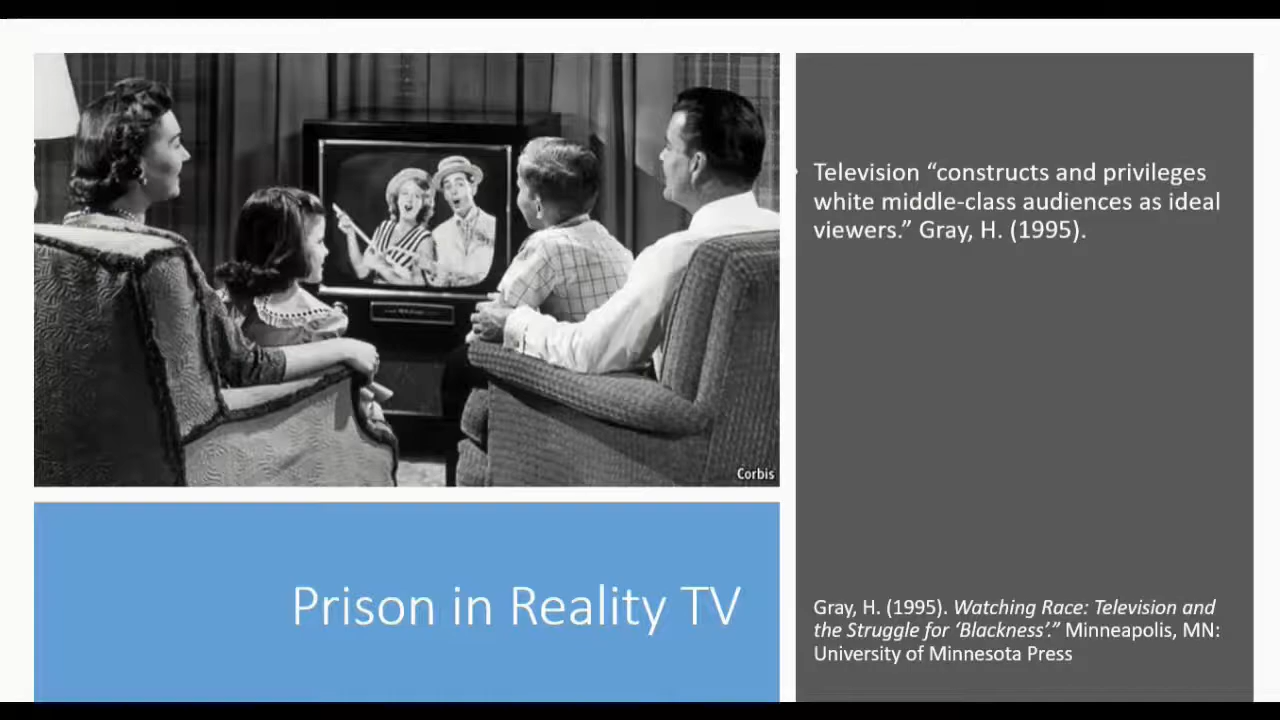 Television “constructs and privileges
white middle-class audiences as ideal
viewers.” Gray, H. (1995).
Corbis
Prison in Reality TV
Gray, H. (1995). Watching Race: Television and
the Struggle for ‘Blackness’.” Minneapolis, MN:
University of Minnesota Press